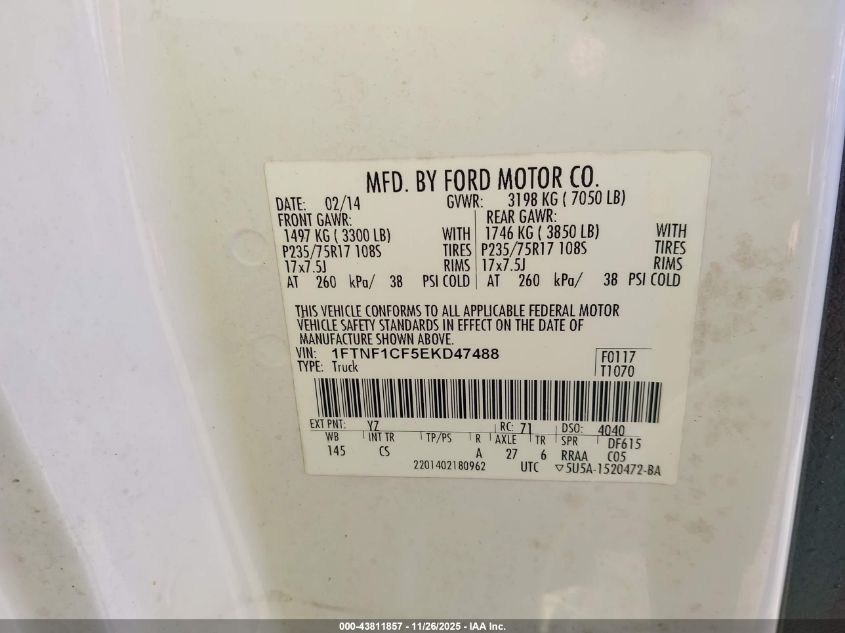 MFD. BY FORD MOTOR CO.
DATE: 02/14 GVWR: 3198 KG ( 7050 LB)
FRONT GAWR: REAR GAWR:
1497 KG ( 3300 LB) WITH 1746 KG ( 3850 LB) WITH
P235/75R17 108S TIRES P235/75R17 108S TIRES
17x7.5J RIMS 17x7.5J RIMS
AT 260 kPa/ 38 PSI COLD AT 260 kPa/ 38 PSI COLD
THIS VEHICLE CONFORMS TO ALL APPLICABLE FEDERAL MOTOR
VEHICLE SAFETY STANDARDS IN EFFECT ON THE DATE OF
MANUFACTURE SHOWN ABOVE.
VIN: 1FTNF1CF5EKD47488 F0117
TYPE: Truck T1070
EXT PNT: YZ RC: 71 DSO: 4040
WB INT TR TP/PS R AXLE TR SPR DF615
145 CS A 27 6 RRAA C05
2201402180962 UTC ▽5U5A-1520472-BA
000-43811857 - 11/26/2025 - IAA Inc.